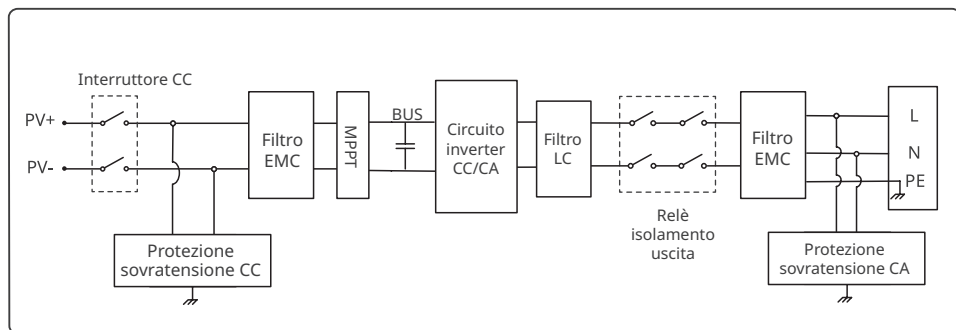 Interruttore CC
PV+
PV-
Filtro
EMC
MPPT
BUS
Circuito
inverter
CC/CA
Filtro
LC
Relè
isolamento
uscita
Filtro
EMC
L
N
PE
Protezione
sovratensione CC
Protezione
sovratensione CA